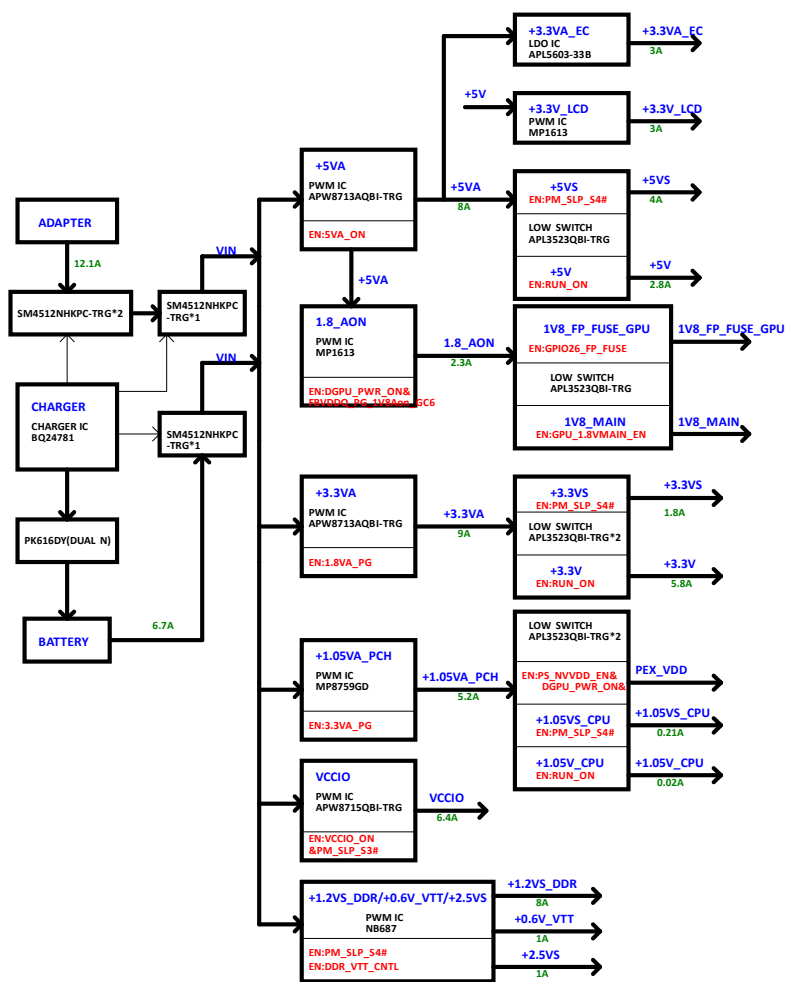 +3.3VA_EC
LDO IC
APL5603-33B
+3.3VA_EC
3A
+5V
+3.3V_LCD
PWM IC
MP1613
+3.3V_LCD
3A
+5VA
PWM IC
APW8713AQBI-TRG
EN:5VA_ON
+5VA
8A
+5VS
EN:PM_SLP_S4#
LOW SWITCH
APL3523QBI-TRG
+5V
EN:RUN_ON
+5VS
4A
+5V
2.8A
ADAPTER
12.1A
VIN
SM4512NHKPC-TRG*2
SM4512NHKPC
-TRG*1
+5VA
1.8_AON
PWM IC
MP1613
EN:DGPU_PWR_ON&
FBVDDQ_PG_1V8Aon_GC6
1.8_AON
2.3A
1V8_FP_FUSE_GPU
EN:GPIO26_FP_FUSE
LOW SWITCH
APL3523QBI-TRG
1V8_MAIN
EN:GPU_1.8VMAIN_EN
1V8_FP_FUSE_GPU
1V8_MAIN
VIN
CHARGER
CHARGER IC
BQ24781
SM4512NHKPC
-TRG*1
PK616DY(DUAL N)
BATTERY
6.7A
+3.3VA
PWM IC
APW8713AQBI-TRG
EN:1.8VA_PG
+3.3VA
9A
+3.3VS
EN:PM_SLP_S4#
LOW SWITCH
APL3523QBI-TRG*2
+3.3V
EN:RUN_ON
+3.3VS
1.8A
+3.3V
5.8A
+1.05VA_PCH
PWM IC
MP8759GD
EN:3.3VA_PG
+1.05VA_PCH
5.2A
LOW SWITCH
APL3523QBI-TRG*2
EN:PS_NVVDD_EN&
DGPU_PWR_ON&
+1.05VS_CPU
EN:PM_SLP_S4#
+1.05V_CPU
EN:RUN_ON
PEX_VDD
+1.05VS_CPU
0.21A
+1.05V_CPU
0.02A
VCCIO
PWM IC
APW8715QBI-TRG
EN:VCCIO_ON
&PM_SLP_S3#
VCCIO
6.4A
+1.2VS_DDR/+0.6V_VTT/+2.5VS
PWM IC
NB687
EN:PM_SLP_S4#
EN:DDR_VTT_CNTL
+1.2VS_DDR
8A
+0.6V_VTT
1A
+2.5VS
1A